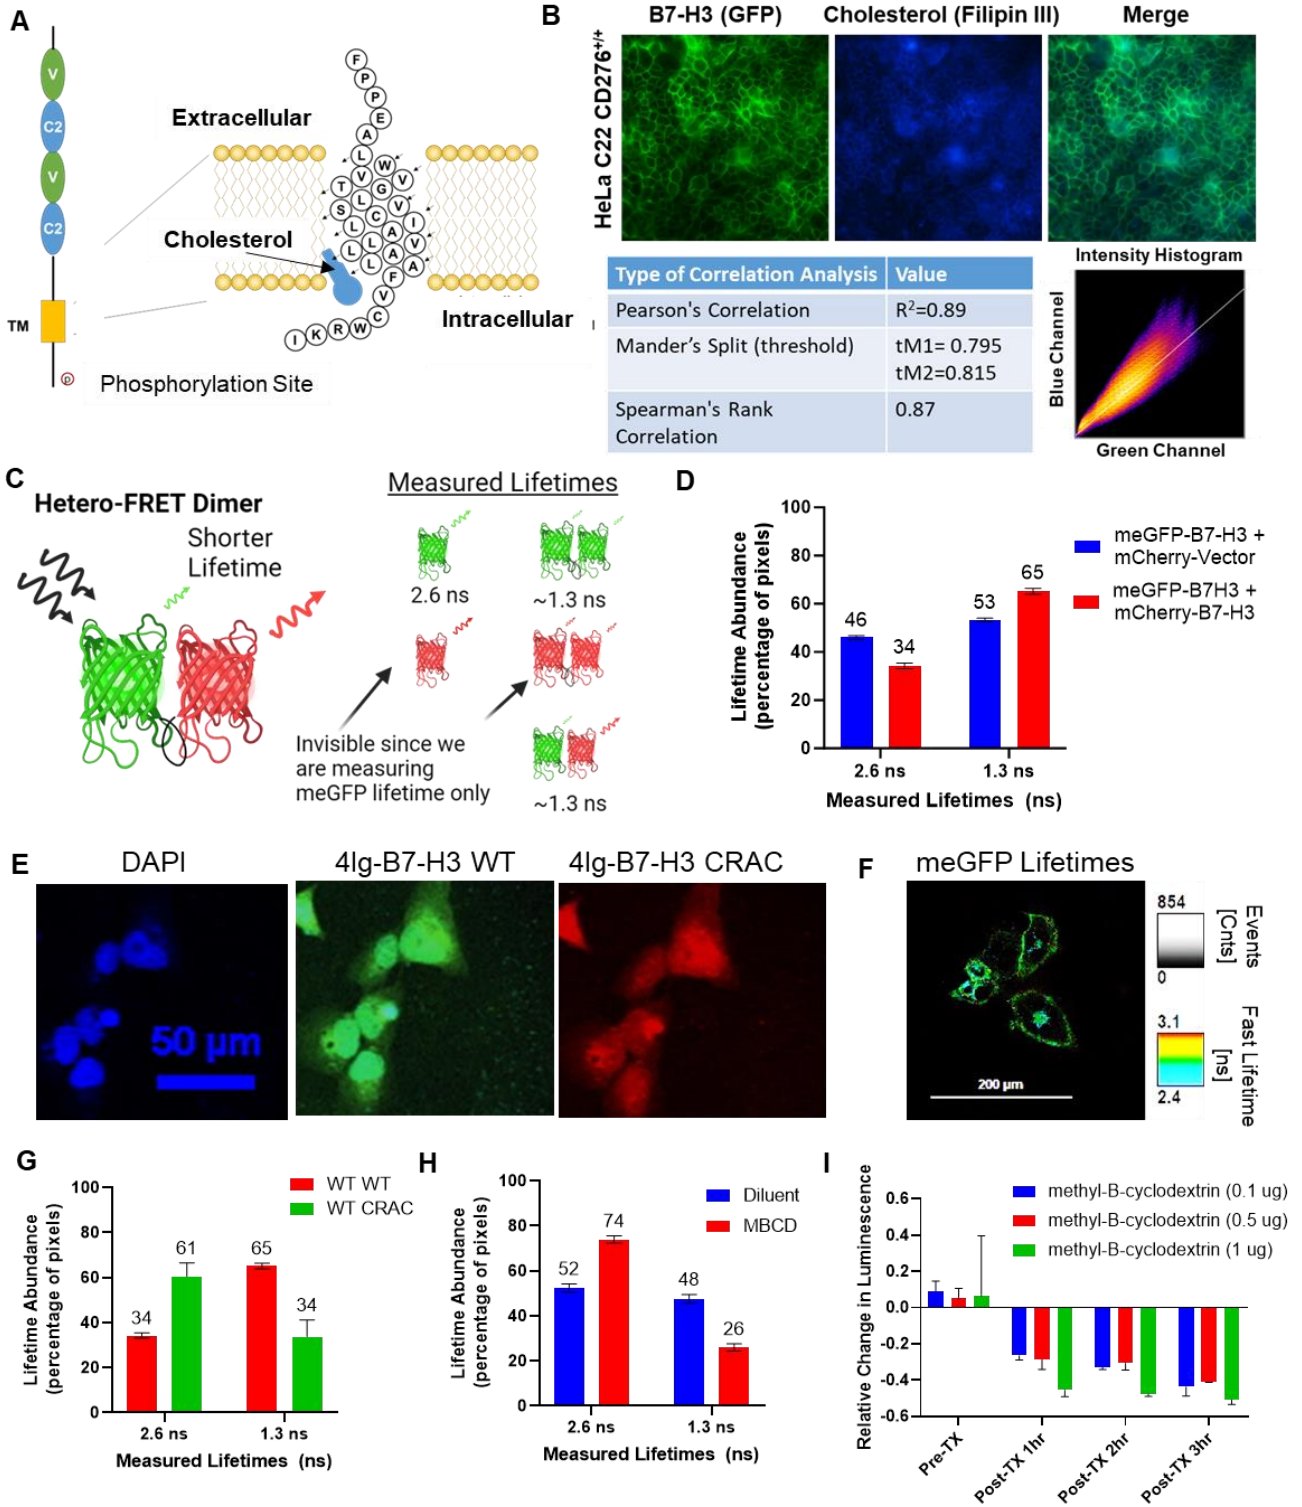 A
V
C2
V
C2
TM
p
Phosphorylation Site
Extracellular
Cholesterol
Intracellular
F
P
P
E
A
L
W
V
T
G
V
L
S
C
V
L
A
I
L
L
A
V
L
L
A
A
F
V
C
W
R
K
I
B
B7-H3 (GFP)
Cholesterol (Filipin III)
Merge
HeLa C22 CD276+/+
Type of Correlation Analysis
Value
Pearson's Correlation
R²=0.89
Mander's Split (threshold)
tM1= 0.795
tM2=0.815
Spearman's Rank
Correlation
0.87
Intensity Histogram
Blue Channel
Green Channel
C
Hetero-FRET Dimer
Shorter
Lifetime
Measured Lifetimes
2.6 ns
~1.3 ns
Invisible since we
are measuring
meGFP lifetime only
~1.3 ns
D
Lifetime Abundance
(percentage of pixels)
100
80
60
40
20
0
46
34
53
65
2.6 ns
1.3 ns
Measured Lifetimes (ns)
meGFP-B7-H3 +
mCherry-Vector
meGFP-B7H3 +
mCherry-B7-H3
E
DAPI
4Ig-B7-H3 WT
4Ig-B7-H3 CRAC
50 µm
F
meGFP Lifetimes
200 µm
854
0
Events
[Cnts]
3.1
2.4
Fast Lifetime
[ns]
G
Lifetime Abundance
(percentage of pixels)
100
80
60
40
20
0
34
61
65
34
2.6 ns
1.3 ns
Measured Lifetimes (ns)
WT WT
WT CRAC
H
Lifetime Abundance
(percentage of pixels)
100
80
60
40
20
0
52
74
48
26
2.6 ns
1.3 ns
Measured Lifetimes (ns)
Diluent
MBCD
I
Relative Change in Luminescence
0.6
0.4
0.2
0.0
-0.2
-0.4
-0.6
methyl-B-cyclodextrin (0.1 ug)
methyl-B-cyclodextrin (0.5 ug)
methyl-B-cyclodextrin (1 ug)
Pre-TX
Post-TX 1hr
Post-TX 2hr
Post-TX 3hr